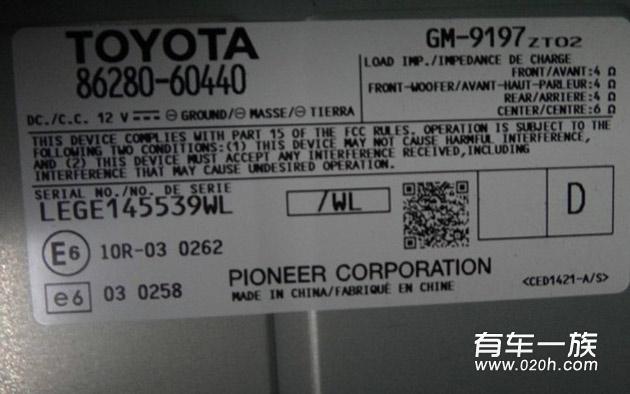 TOYOTA
GM-9197 ZT02
86280-60440
LOAD IMP./IMPEDANCE DE CHARGE
FRONT/AVANT:4 Ω
FRONT-WOOFER/AVANT-HAUT-PARLEUR:4 Ω
REAR/ARRIERE:4 Ω
CENTER/CENTRE:6 Ω
DC./C.C. 12 V ⎓ ⊖ GROUND/⊖ MASSE/⊖ TIERRA
THIS DEVICE COMPLIES WITH PART 15 OF THE FCC RULES. OPERATION IS SUBJECT TO THE
FOLLOWING TWO CONDITIONS:(1) THIS DEVICE MAY NOT CAUSE HARMFUL INTERFERENCE,
AND (2) THIS DEVICE MUST ACCEPT ANY INTERFERENCE RECEIVED,INCLUDING
INTERFERENCE THAT MAY CAUSE UNDESIRED OPERATION.
SERIAL NO./NO. DE SERIE
LEGE145539WL
/WL
D
E6 10R-03 0262
e6 03 0258
PIONEER CORPORATION
MADE IN CHINA/FABRIQUÉ EN CHINE
<CED1421-A/S>
有车一族
www.020h.com